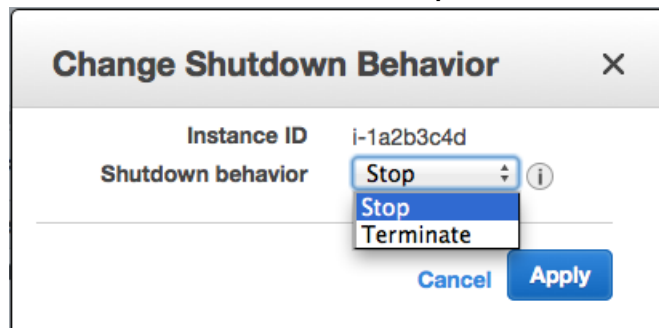 Change Shutdown Behavior ×
Instance ID i-1a2b3c4d
Shutdown behavior Stop i
Stop
Terminate
Cancel Apply